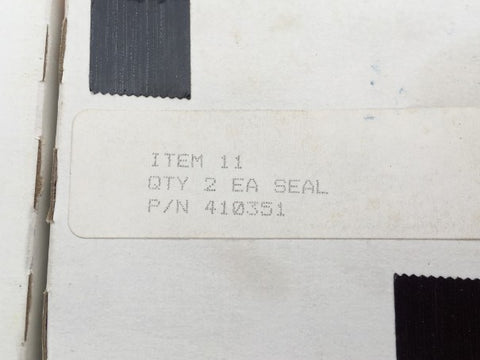 ITEM 11
QTY 2 EA SEAL
P/N 410351